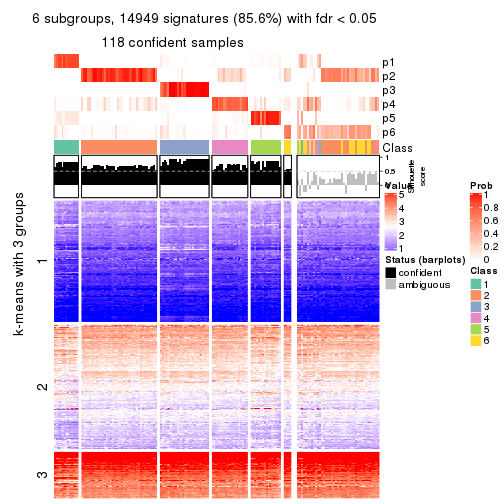 6 subgroups, 14949 signatures (85.6%) with fdr < 0.05
118 confident samples
p1
p2
p3
p4
p5
p6
Class
1
0.5
0
Silhouette
score
k-means with 3 groups
1
2
3
Value
5
4
3
2
1
Status (barplots)
confident
ambiguous
Prob
1
0.8
0.6
0.4
0.2
0
Class
1
2
3
4
5
6